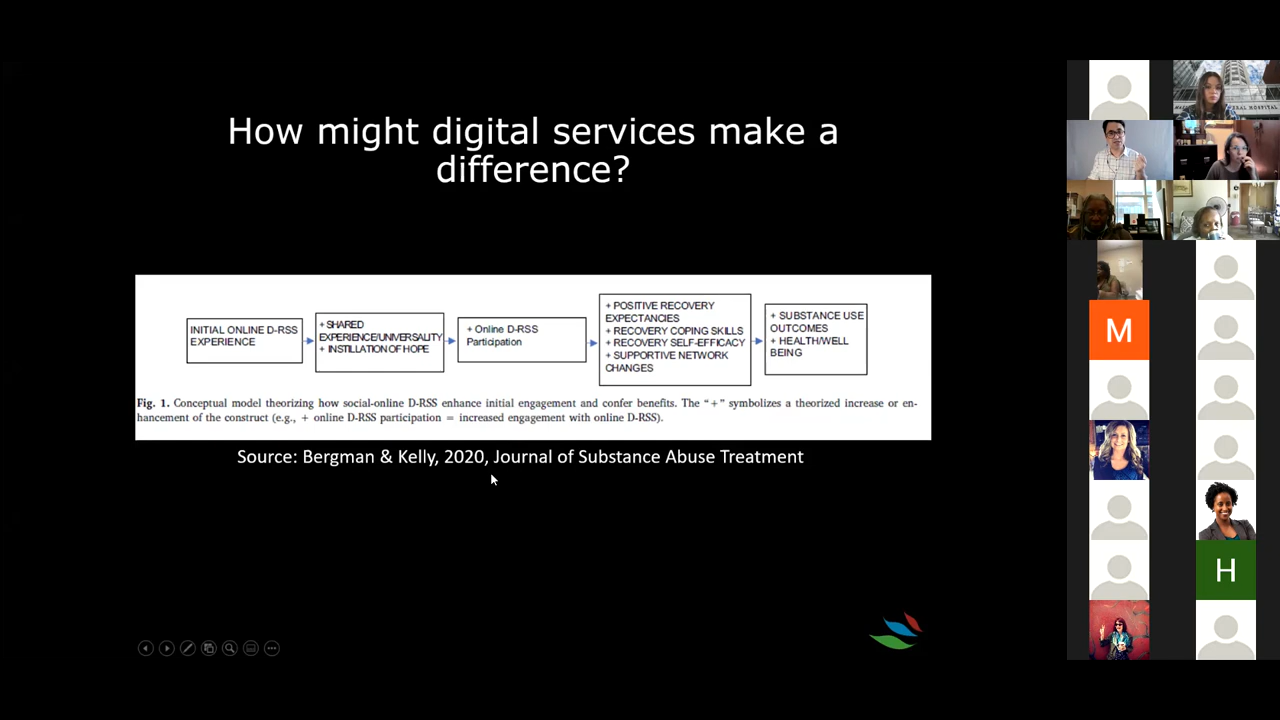 How might digital services make a
difference?
INITIAL ONLINE D-RSS
EXPERIENCE
+ SHARED
EXPERIENCE/UNIVERSALITY
+ INSTILLATION OF HOPE
+ Online D-RSS
Participation
+ POSITIVE RECOVERY
EXPECTANCIES
+ RECOVERY COPING SKILLS
+ RECOVERY SELF-EFFICACY
+ SUPPORTIVE NETWORK
CHANGES
+ SUBSTANCE USE
OUTCOMES
+ HEALTH/WELL
BEING
Fig. 1. Conceptual model theorizing how social-online D-RSS enhance initial engagement and confer benefits. The “+” symbolizes a theorized increase or en-
hancement of the construct (e.g., + online D-RSS participation = increased engagement with online D-RSS).
Source: Bergman & Kelly, 2020, Journal of Substance Abuse Treatment
HOSPITAL
M
H